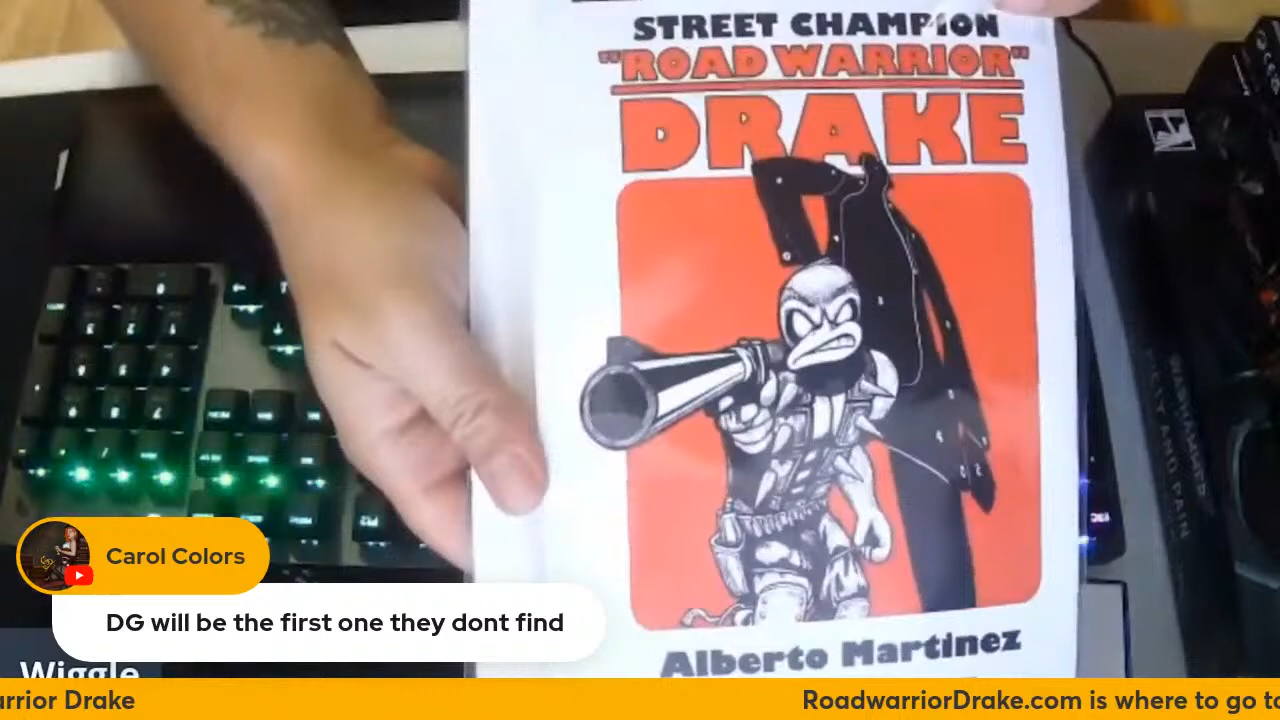 STREET CHAMPION
"ROAD WARRIOR"
DRAKE
Alberto Martinez
Carol Colors
DG will be the first one they dont find
Wiggle
arrior Drake
RoadwarriorDrake.com is where to go to